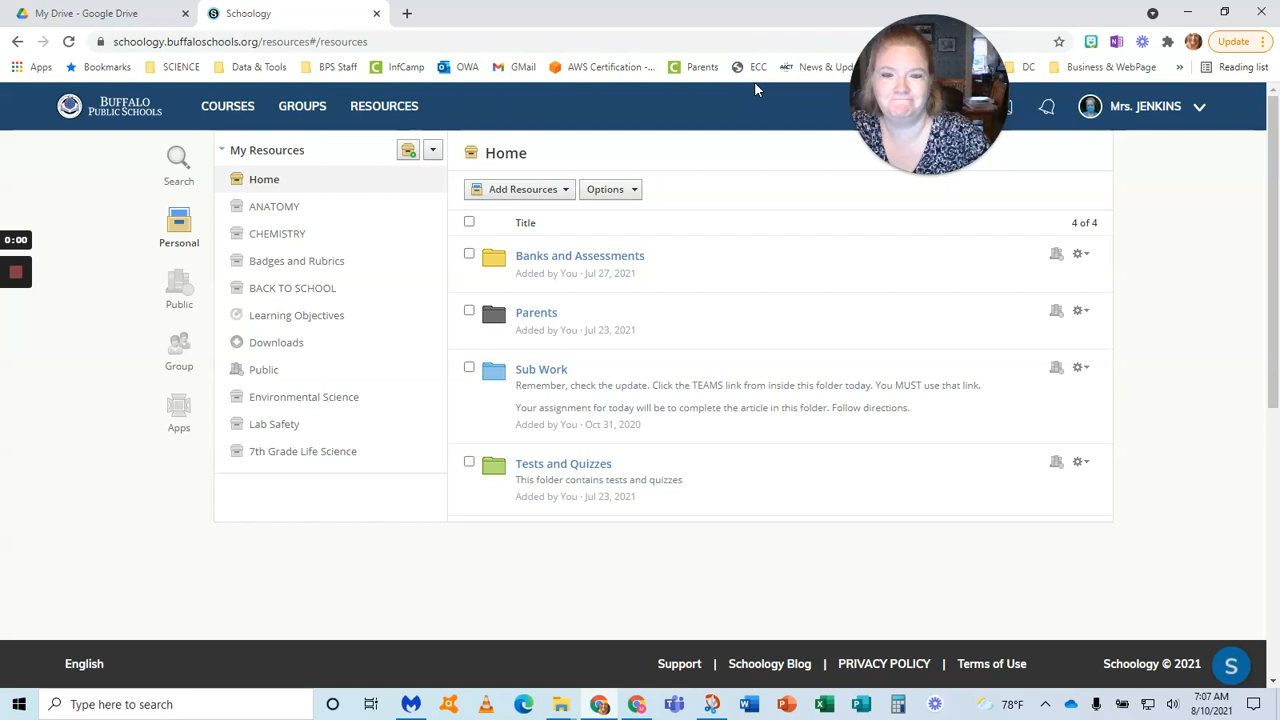 My Drive - Google Drive
Schoology
schoology.buffaloschools.org/resources#/resources
Update
Apps
Bookmarks
SCIENCE
Data & Tools
BPS Staff
InfCamp
OWA
eMail
AWS Certification -...
Parents
ECC
News & Upd
DC
Business & WebPage
»
Reading list
BUFFALO
PUBLIC SCHOOLS
COURSES
GROUPS
RESOURCES
Mrs. JENKINS
0:00
Search
Personal
Public
Group
Apps
My Resources
Home
ANATOMY
CHEMISTRY
Badges and Rubrics
BACK TO SCHOOL
Learning Objectives
Downloads
Public
Environmental Science
Lab Safety
7th Grade Life Science
Home
Add Resources
Options
Title
4 of 4
Banks and Assessments
Added by You · Jul 27, 2021
Parents
Added by You · Jul 23, 2021
Sub Work
Remember, check the update. Click the TEAMS link from inside this folder today. You MUST use that link.
Your assignment for today will be to complete the article in this folder. Follow directions.
Added by You · Oct 31, 2020
Tests and Quizzes
This folder contains tests and quizzes
Added by You · Jul 23, 2021
English
Support | Schoology Blog | PRIVACY POLICY | Terms of Use
Schoology © 2021
S
Type here to search
78°F
7:07 AM
8/10/2021